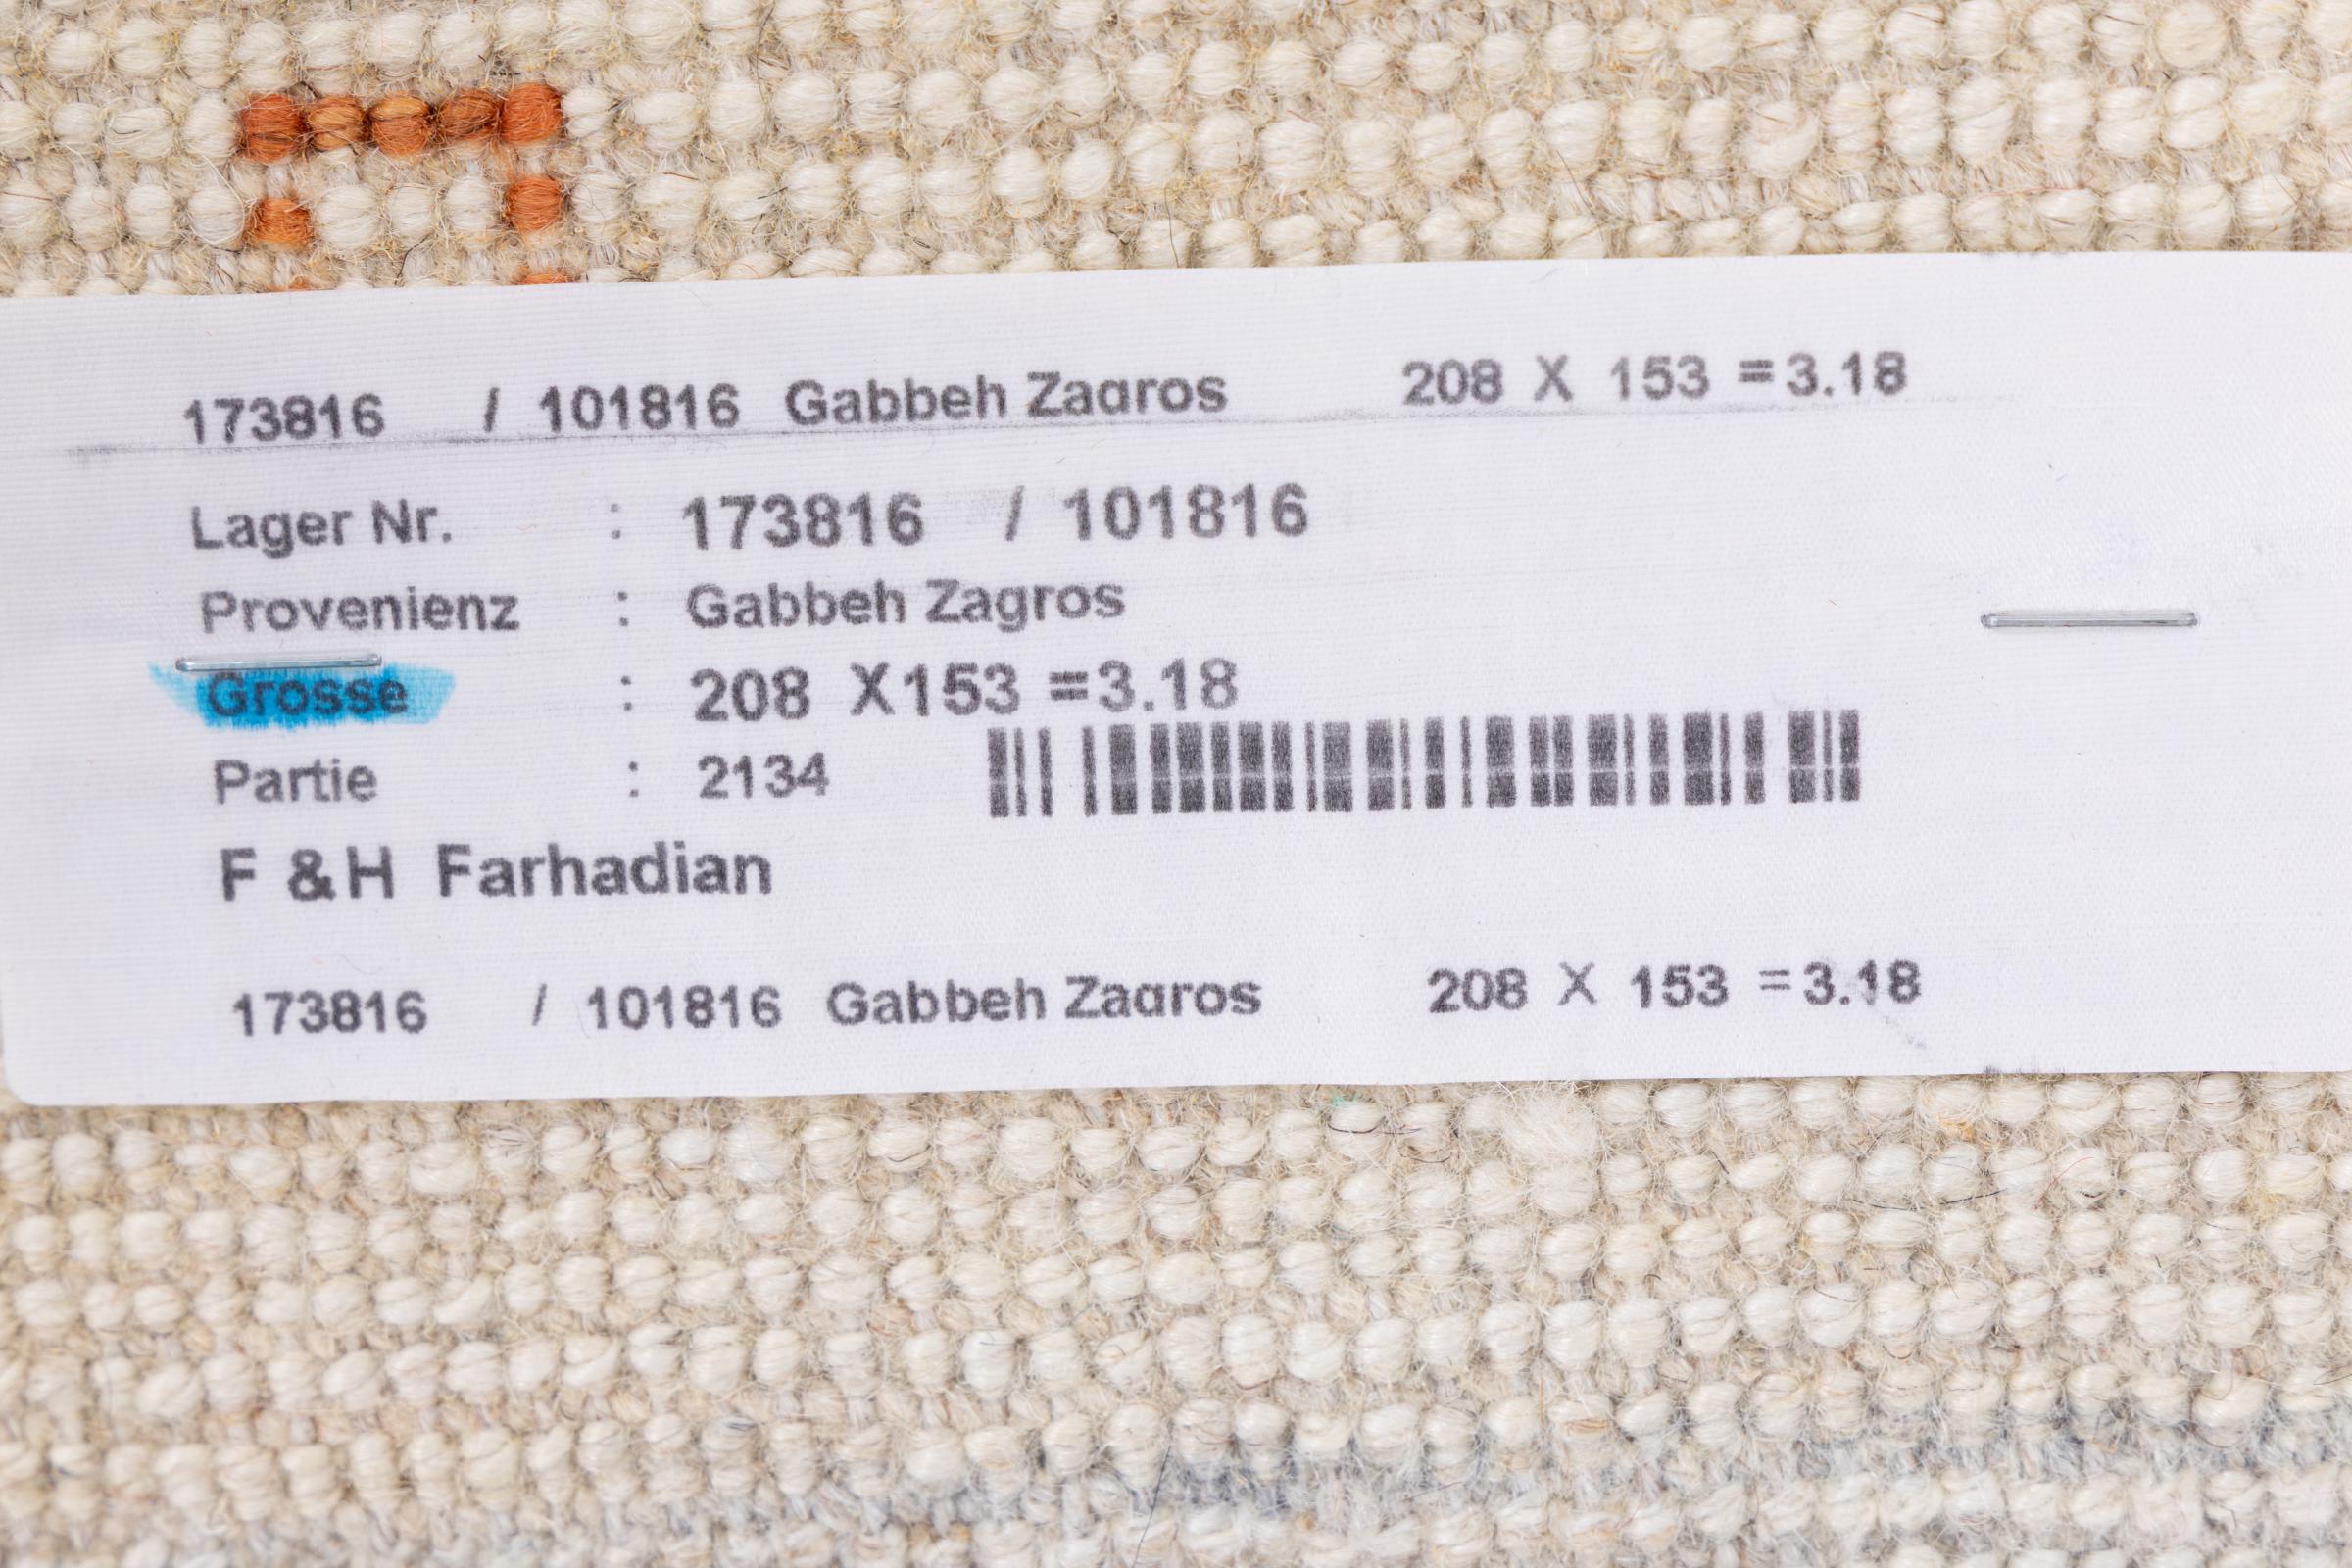 173816 / 101816 Gabbeh Zagros 208 X 153 =3.18
Lager Nr. : 173816 / 101816
Provenienz : Gabbeh Zagros
Grosse : 208 X153 =3.18
Partie : 2134
F &H Farhadian
173816 / 101816 Gabbeh Zagros 208 X 153 =3.18